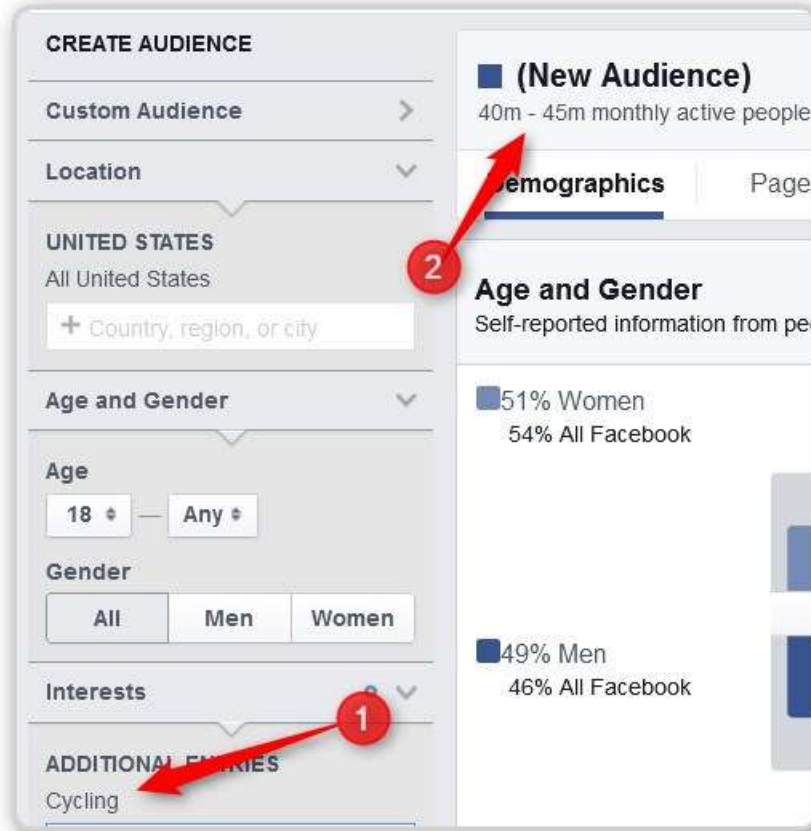 CREATE AUDIENCE
Custom Audience
Location
UNITED STATES
All United States
+ Country, region, or city
Age and Gender
Age
18 — Any
Gender
All Men Women
Interests
1
ADDITIONAL ENTRIES
Cycling
(New Audience)
40m - 45m monthly active people
2
Demographics Page
Age and Gender
Self-reported information from
51% Women
54% All Facebook
49% Men
46% All Facebook